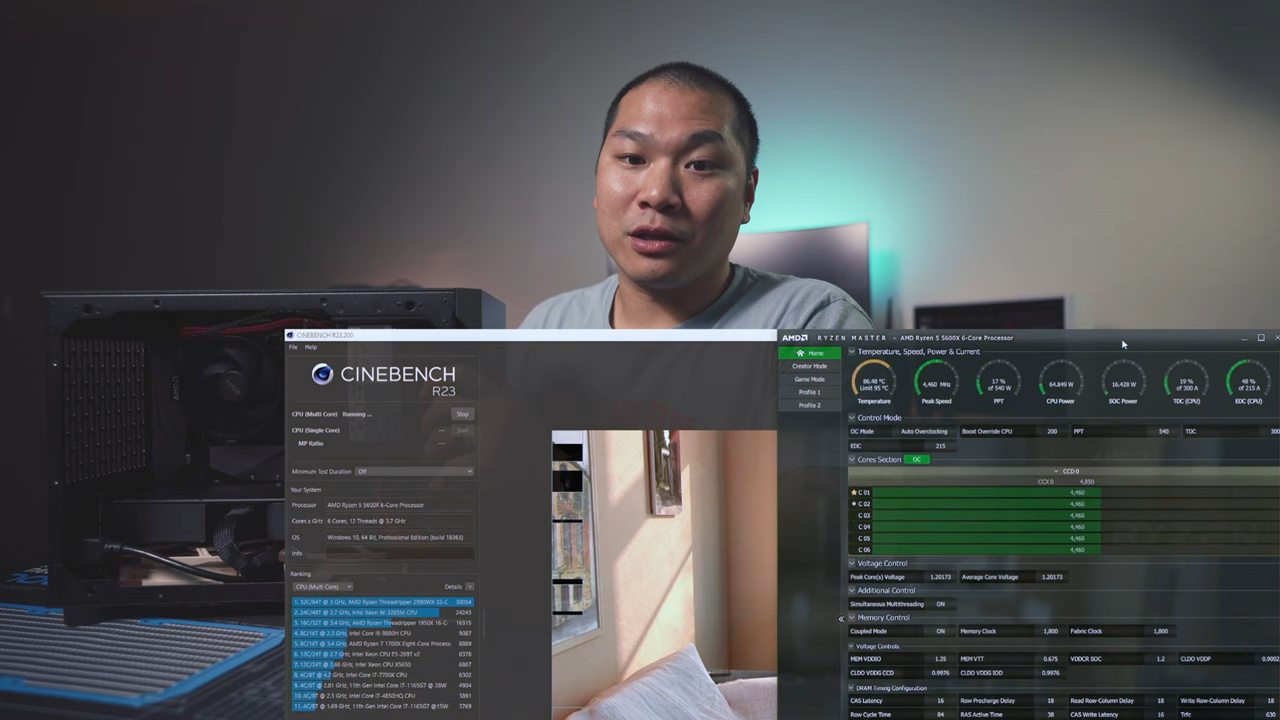 CINEBENCH R23.200
File Help
CINEBENCH
R23
CPU (Multi Core) Running ... Stop
CPU (Single Core) --- Start
MP Ratio ---
Minimum Test Duration Off
Your System
Processor AMD Ryzen 5 5600X 6-Core Processor
Cores x GHz 6 Cores, 12 Threads @ 3.7 GHz
OS Windows 10, 64 Bit, Professional Edition (build 18363)
Info
Ranking
CPU (Multi Core) Details
1. 32C/64T @ 3 GHz, AMD Ryzen Threadripper 2990WX 32-C 30054
2. 24C/48T @ 2.7 GHz, Intel Xeon W-3265M CPU 24243
3. 16C/32T @ 3.4 GHz, AMD Ryzen Threadripper 1950X 16-C 16315
4. 8C/16T @ 2.3 GHz, Intel Core i9-9880H CPU 9087
5. 8C/16T @ 3.4 GHz, AMD Ryzen 7 1700X Eight-Core Process 8889
6. 12C/24T @ 2.7 GHz, Intel Xeon CPU E5-2697 v2 8378
7. 12C/24T @ 2.66 GHz, Intel Xeon CPU X5650 6867
8. 4C/8T @ 4.2 GHz, Intel Core i7-7700K CPU 6302
9. 4C/8T @ 2.81 GHz, 11th Gen Intel Core i7-1165G7 @ 28W 4904
10. 4C/8T @ 2.3 GHz, Intel Core i7-4850HQ CPU 3891
11. 4C/8T @ 1.69 GHz, 11th Gen Intel Core i7-1165G7 @15W 3769
AMD RYZEN MASTER - AMD Ryzen 5 5600X 6-Core Processor
Home
Creator Mode
Game Mode
Profile 1
Profile 2
Temperature, Speed, Power & Current
86.48 °C 4,460 MHz 17 % 64.849 W 16.428 W 19 % 48 %
Limit 95 °C of 540 W of 300 A of 215 A
Temperature Peak Speed PPT CPU Power SOC Power TDC (CPU) EDC (CPU)
Control Mode
OC Mode Auto Overclocking Boost Override CPU 200 PPT 540 TDC 300
EDC 215
Cores Section OC
CCD 0
CCX 0 4,850
C 01 4,460
C 02 4,460
C 03 4,460
C 04 4,460
C 05 4,460
C 06 4,460
Voltage Control
Peak Core(s) Voltage 1.20173 Average Core Voltage 1.20173
Additional Control
Simultaneous Multithreading ON
Memory Control
Coupled Mode ON Memory Clock 1,800 Fabric Clock 1,800
Voltage Controls
MEM VDDIO 1.35 MEM VTT 0.675 VDDCR SOC 1.2 CLDO VDDP 0.9002
CLDO VDDG CCD 0.9976 CLDO VDDG IOD 0.9976
DRAM Timing Configuration
CAS Latency 16 Row Precharge Delay 18 Read Row-Column Delay 18 Write Row-Column Delay 18
Row Cycle Time 84 RAS Active Time 38 CAS Write Latency 16 Trfc 630